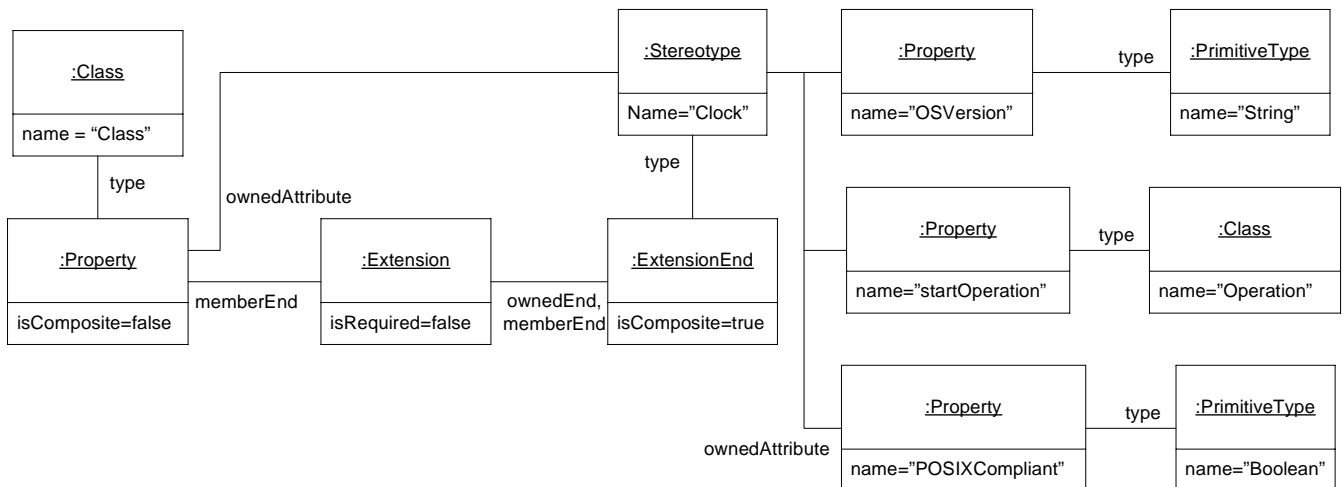 :Class
name = “Class”
type
:Stereotype
Name=”Clock”
type
:Property
name=”OSVersion”
type
:PrimitiveType
name=”String”
ownedAttribute
:Property
isComposite=false
memberEnd
:Extension
isRequired=false
ownedEnd,
memberEnd
:ExtensionEnd
isComposite=true
:Property
name=”startOperation”
type
:Class
name=”Operation”
ownedAttribute
:Property
name=”POSIXCompliant”
type
:PrimitiveType
name=”Boolean”